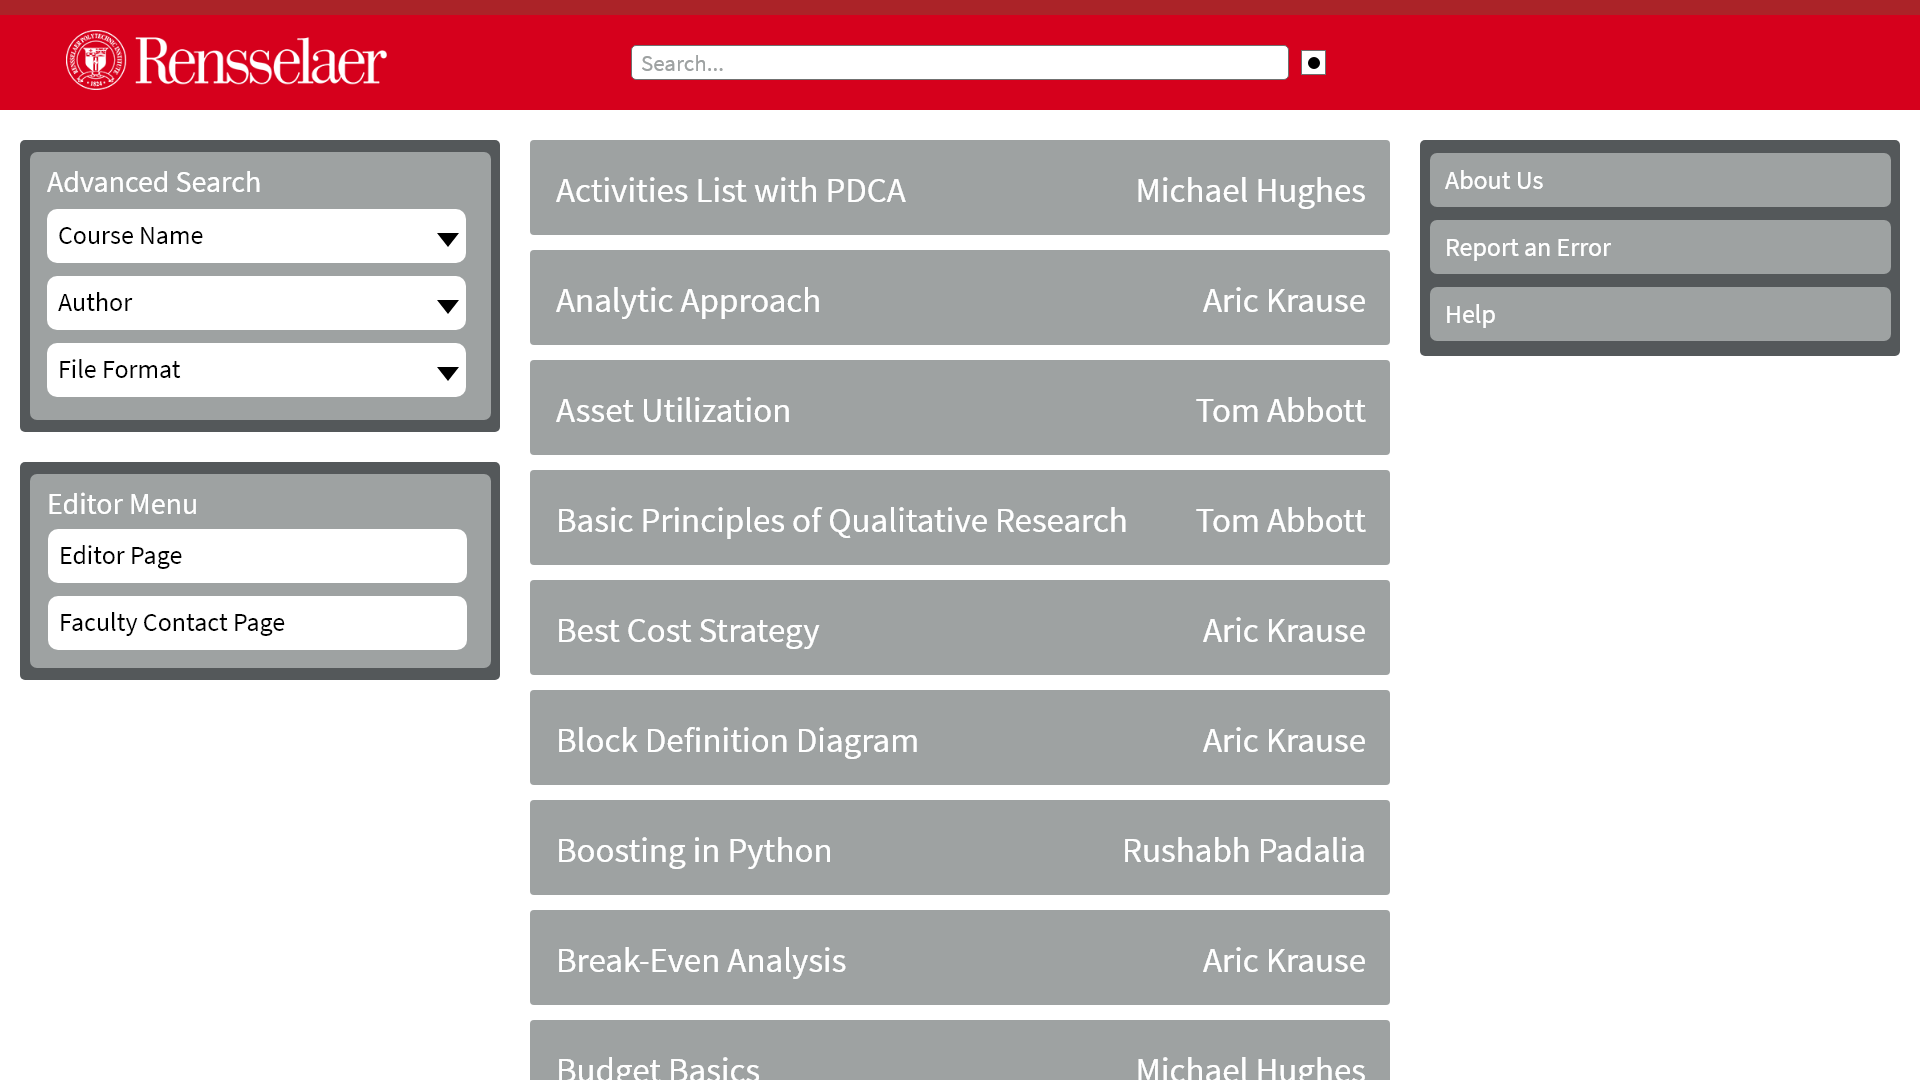 Rensselaer
Search...
Advanced Search
Course Name
Author
File Format
Editor Menu
Editor Page
Faculty Contact Page
Activities List with PDCA Michael Hughes
Analytic Approach Aric Krause
Asset Utilization Tom Abbott
Basic Principles of Qualitative Research Tom Abbott
Best Cost Strategy Aric Krause
Block Definition Diagram Aric Krause
Boosting in Python Rushabh Padalia
Break-Even Analysis Aric Krause
Budget Basics Michael Hughes
About Us
Report an Error
Help